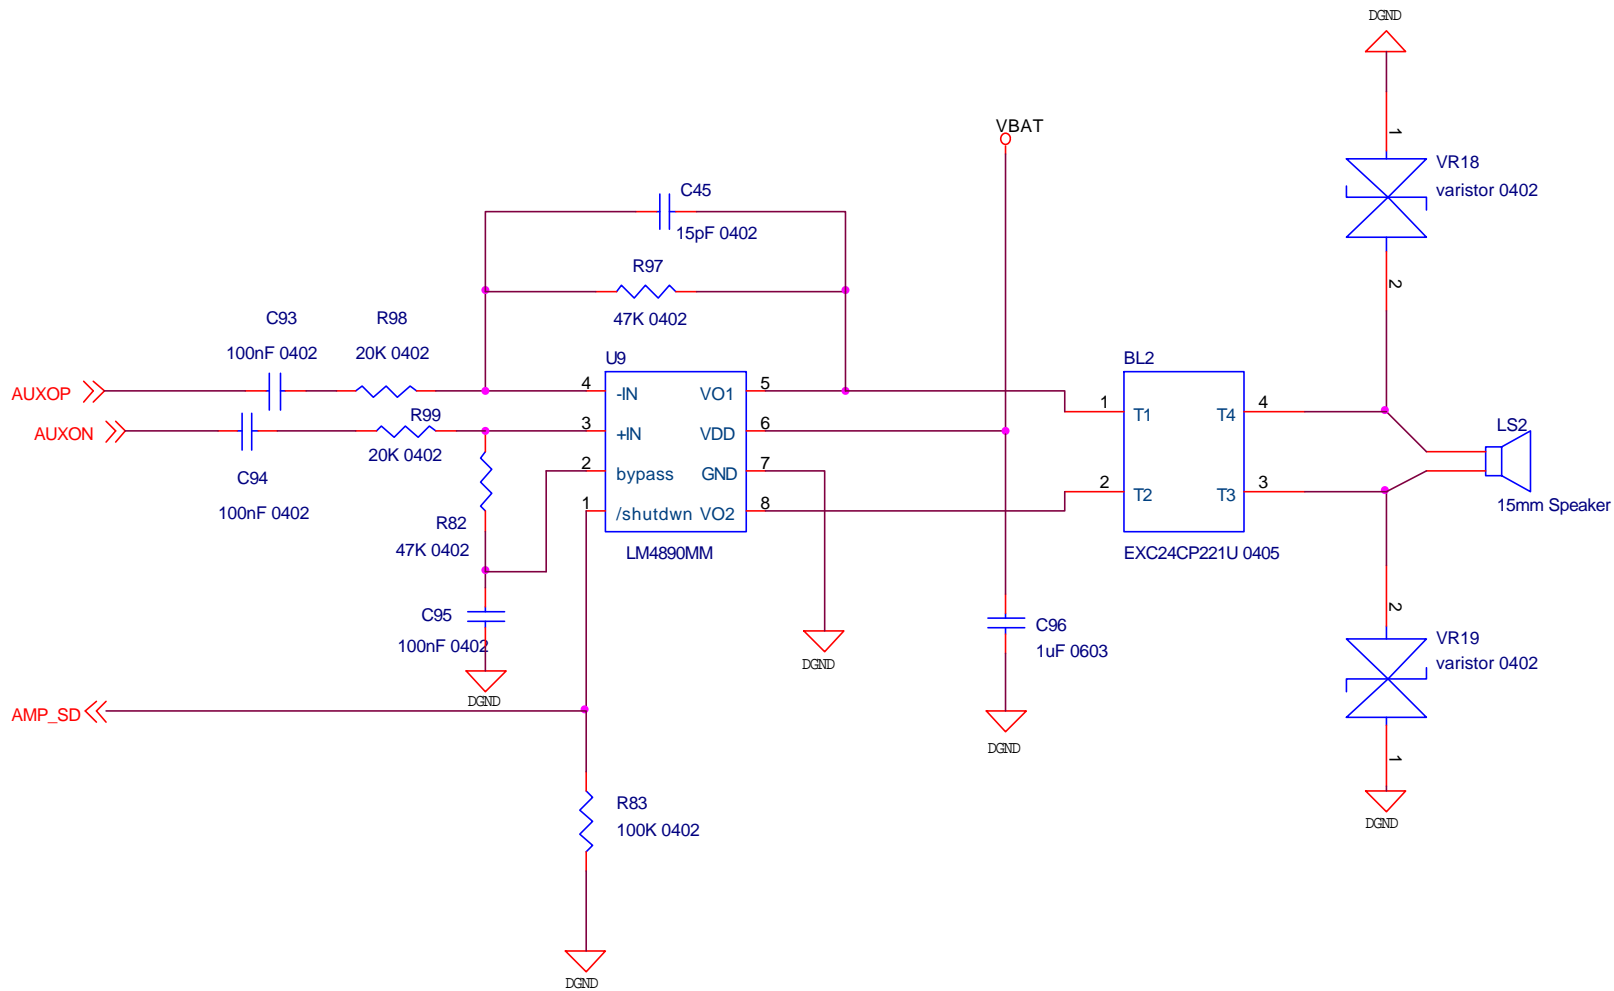 DGND
1
VR18
varistor 0402
2
VBAT
C45
15pF 0402
R97
47K 0402
C93
100nF 0402
R98
20K 0402
U9
BL2
AUXOP
4
-IN
VO1
5
1
T1
T4
4
AUXON
R99
20K 0402
3
+IN
VDD
6
LS2
15mm Speaker
C94
100nF 0402
2
bypass
GND
7
2
T2
T3
3
R82
47K 0402
1
/shutdwn
VO2
8
LM4890MM
EXC24CP221U 0405
C95
100nF 0402
DGND
DGND
C96
1uF 0603
2
VR19
varistor 0402
AMP_SD
DGND
1
R83
100K 0402
DGND
DGND